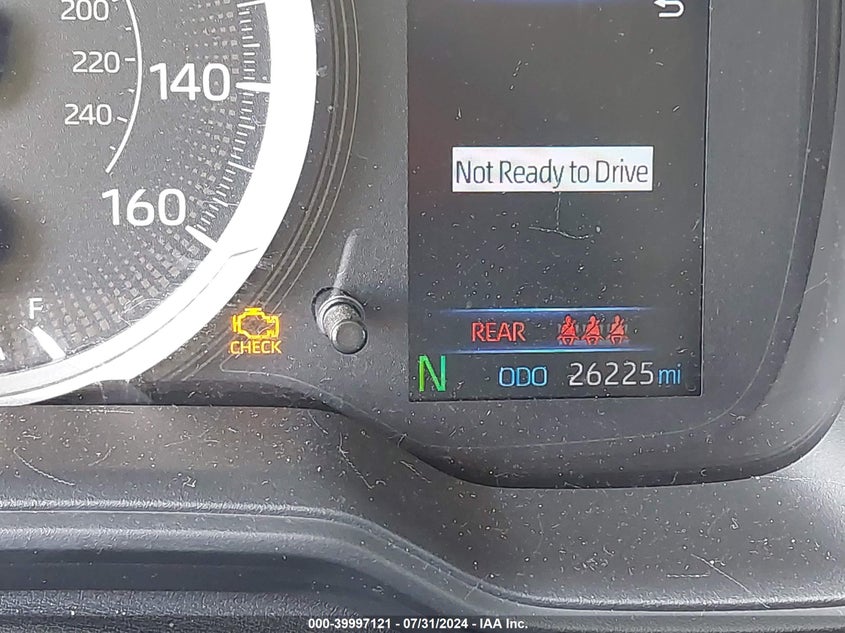 200
220
140
240
160
Not Ready to Drive
F
CHECK
REAR
N ODO 26225 mi
000-39997121 - 07/31/2024 - IAA Inc.